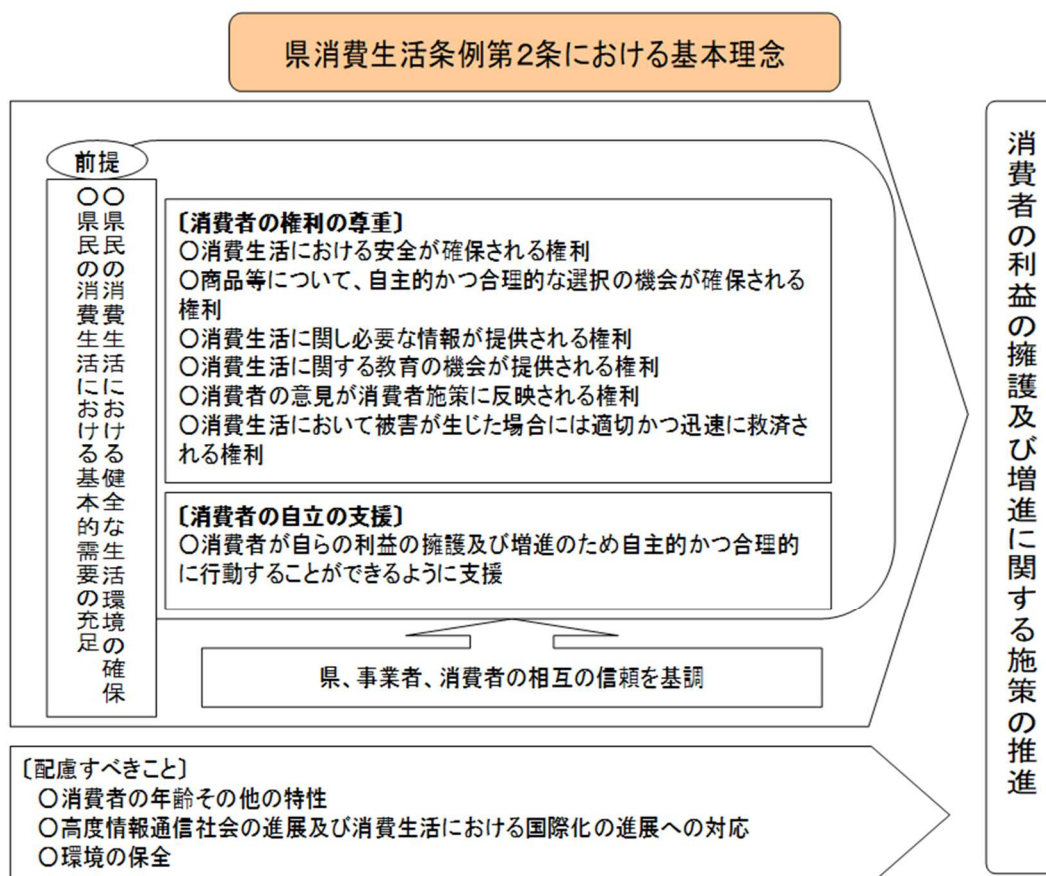 県消費生活条例第2条における基本理念
前提
○県民の消費生活における健全な生活環境の確保
○県民の消費生活における基本的需要の充足
〔消費者の権利の尊重〕
○消費生活における安全が確保される権利
○商品等について、自主的かつ合理的な選択の機会が確保される
権利
○消費生活に関し必要な情報が提供される権利
○消費生活に関する教育の機会が提供される権利
○消費者の意見が消費者施策に反映される権利
○消費生活において被害が生じた場合には適切かつ迅速に救済さ
れる権利
〔消費者の自立の支援〕
○消費者が自らの利益の擁護及び増進のため自主的かつ合理的
に行動することができるように支援
県、事業者、消費者の相互の信頼を基調
〔配慮すべきこと〕
○消費者の年齢その他の特性
○高度情報通信社会の進展及び消費生活における国際化の進展への対応
○環境の保全
消費者の利益の擁護及び増進に関する施策の推進